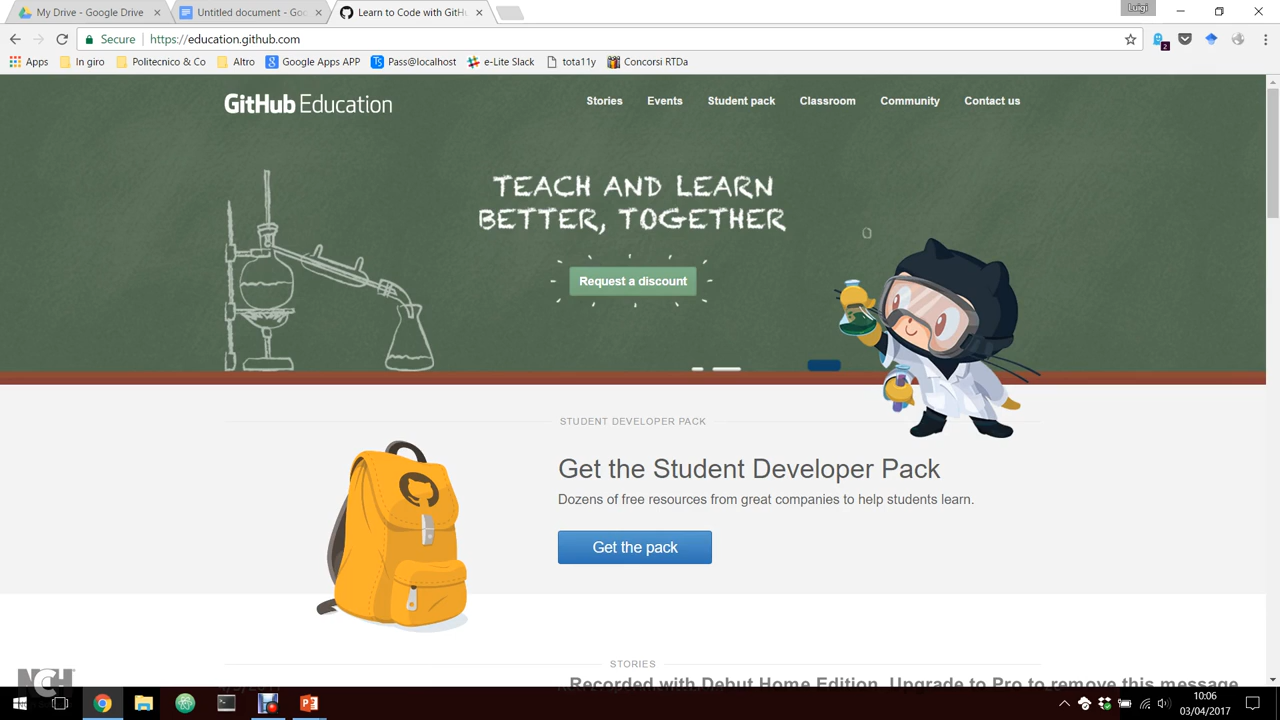 My Drive - Google Drive
Untitled document - Goo
Learn to Code with GitHu
Luigi
Secure
https://education.github.com
2
Apps
In giro
Politecnico & Co
Altro
Google Apps APP
Pass@localhost
e-Lite Slack
tota11y
Concorsi RTDa
GitHub Education
Stories
Events
Student pack
Classroom
Community
Contact us
TEACH AND LEARN
BETTER, TOGETHER
Request a discount
STUDENT DEVELOPER PACK
Get the Student Developer Pack
Dozens of free resources from great companies to help students learn.
Get the pack
STORIES
NCH
Recorded with Debut Home Edition. Upgrade to Pro to remove this message
10:06
03/04/2017